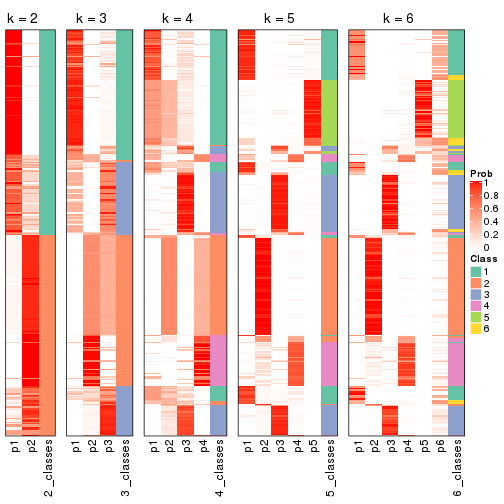 k = 2
k = 3
k = 4
k = 5
k = 6
p1
p2
2_classes
p1
p2
p3
3_classes
p1
p2
p3
p4
4_classes
p1
p2
p3
p4
p5
5_classes
p1
p2
p3
p4
p5
p6
6_classes
Prob
1
0.8
0.6
0.4
0.2
0
Class
1
2
3
4
5
6